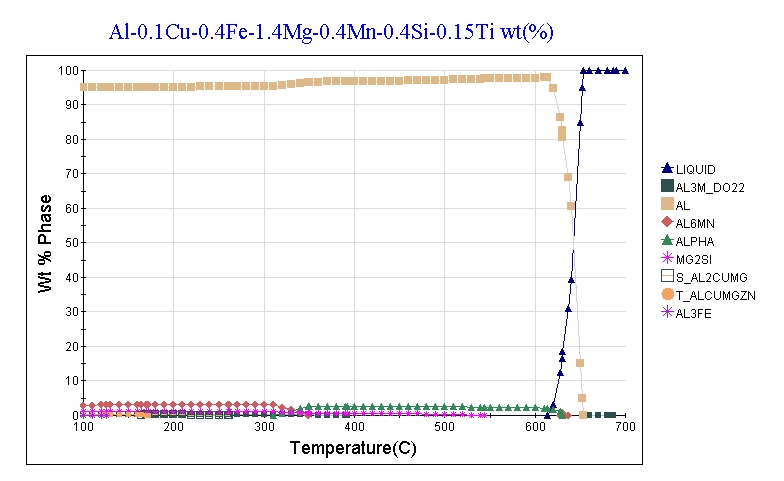 Al-0.1Cu-0.4Fe-1.4Mg-0.4Mn-0.4Si-0.15Ti wt(%)
100
90
80
70
60
50
40
30
20
10
0
Wt % Phase
100 200 300 400 500 600 700
Temperature(C)
LIQUID
AL3M_DO22
AL
AL6MN
ALPHA
MG2SI
S_AL2CUMG
T_ALCUMGZN
AL3FE